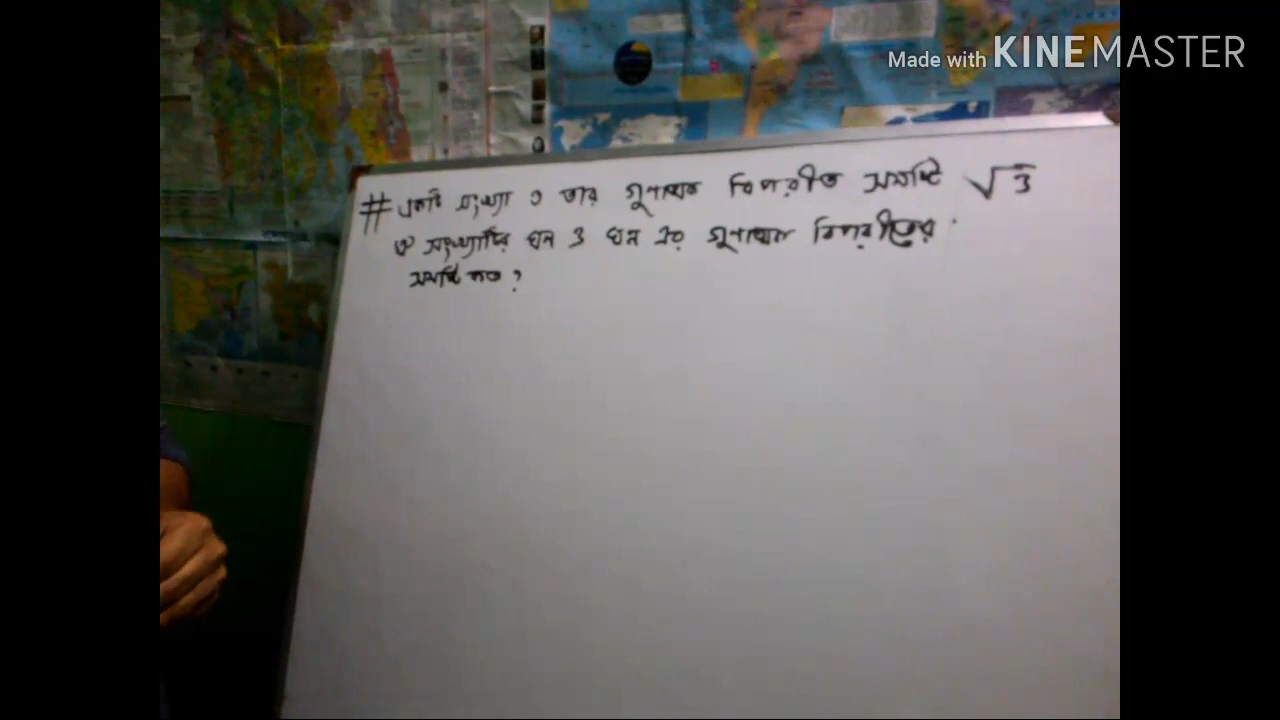 Made with KINEMASTER
# একটি সংখ্যা ও তার গুণাত্মক বিপরীত সমষ্টি √3
ঐ সংখ্যাটির ঘন ও ঘন এর গুণাত্মক বিপরীতের
সমষ্টি কত?